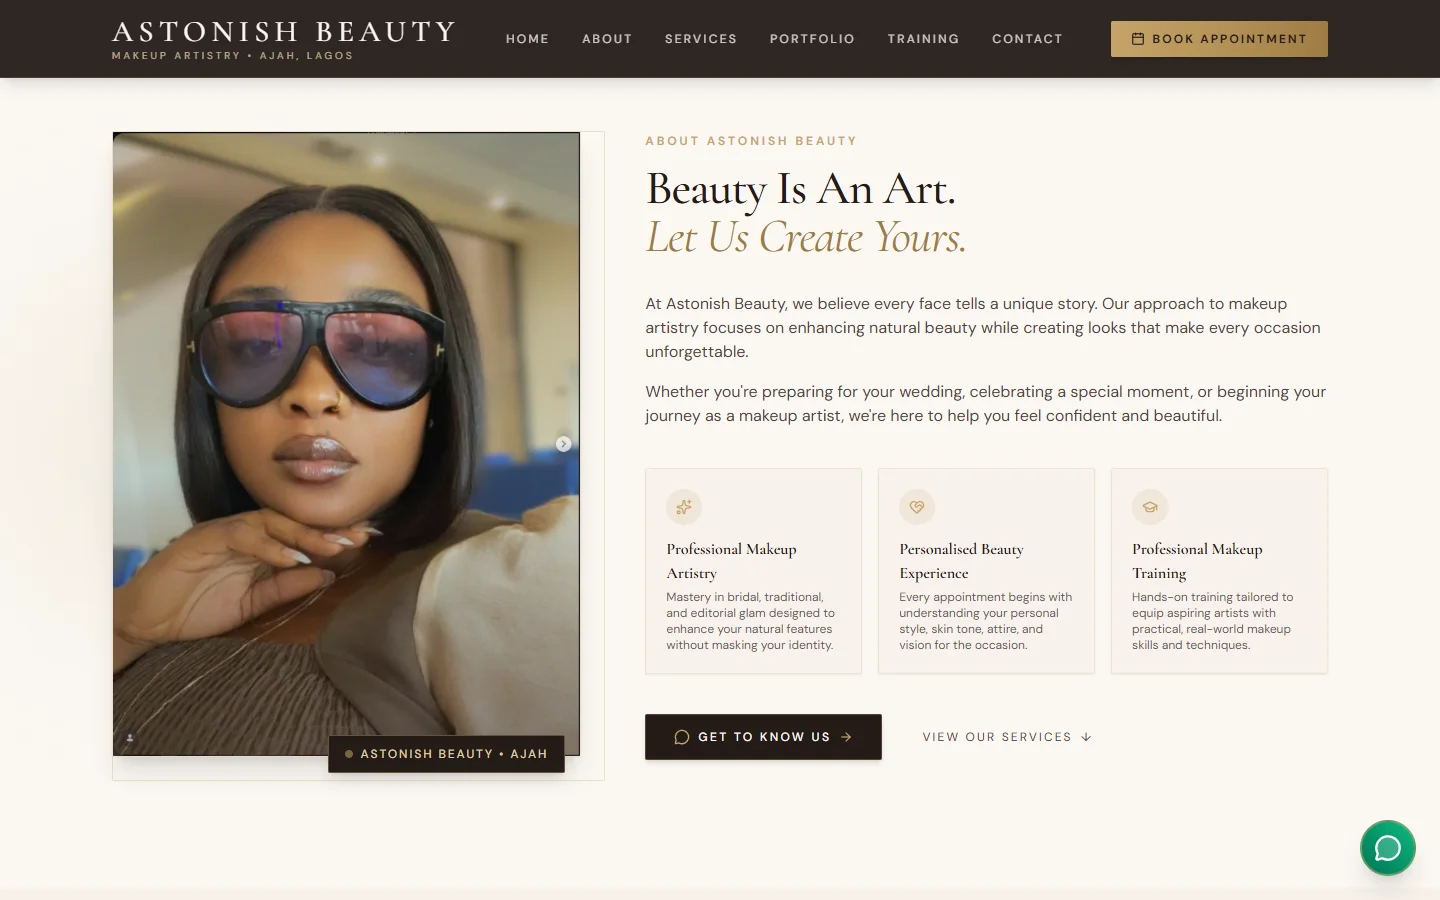 ASTONISH BEAUTY
MAKEUP ARTISTRY • AJAH, LAGOS
HOME ABOUT SERVICES PORTFOLIO TRAINING CONTACT
BOOK APPOINTMENT
ABOUT ASTONISH BEAUTY
Beauty Is An Art.
Let Us Create Yours.
At Astonish Beauty, we believe every face tells a unique story. Our approach to makeup
artistry focuses on enhancing natural beauty while creating looks that make every occasion
unforgettable.
Whether you're preparing for your wedding, celebrating a special moment, or beginning your
journey as a makeup artist, we're here to help you feel confident and beautiful.
Professional Makeup
Artistry
Mastery in bridal, traditional,
and editorial glam designed to
enhance your natural features
without masking your identity.
Personalised Beauty
Experience
Every appointment begins with
understanding your personal
style, skin tone, attire, and
vision for the occasion.
Professional Makeup
Training
Hands-on training tailored to
equip aspiring artists with
practical, real-world makeup
skills and techniques.
GET TO KNOW US →
VIEW OUR SERVICES ↓
ASTONISH BEAUTY • AJAH